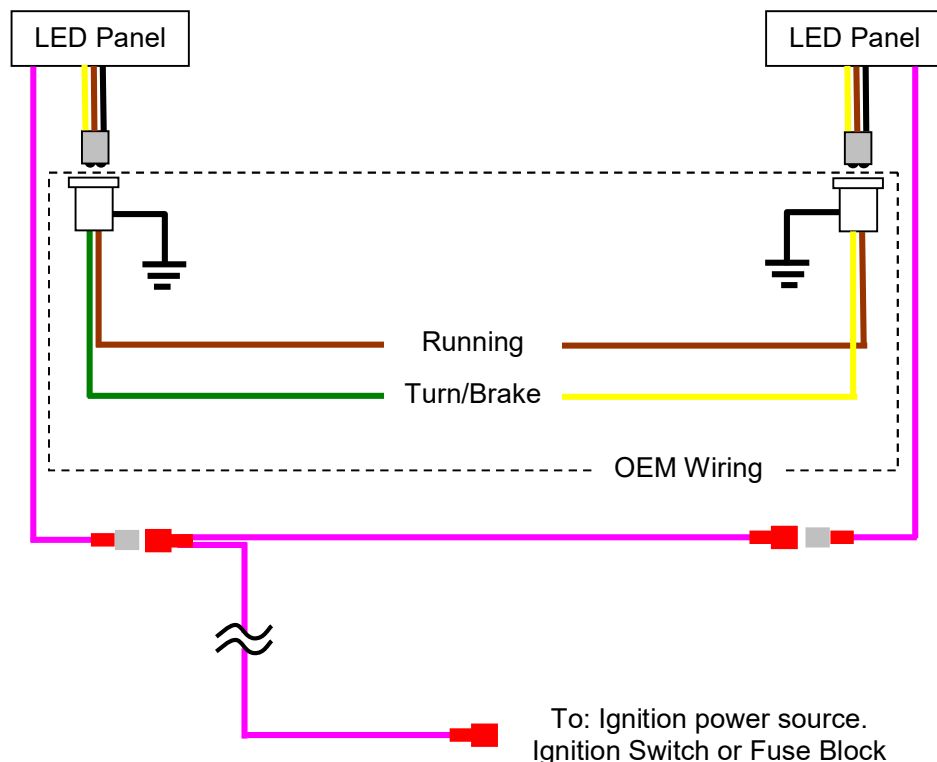 LED Panel
LED Panel
Running
Turn/Brake
OEM Wiring
To: Ignition power source.
Ignition Switch or Fuse Block